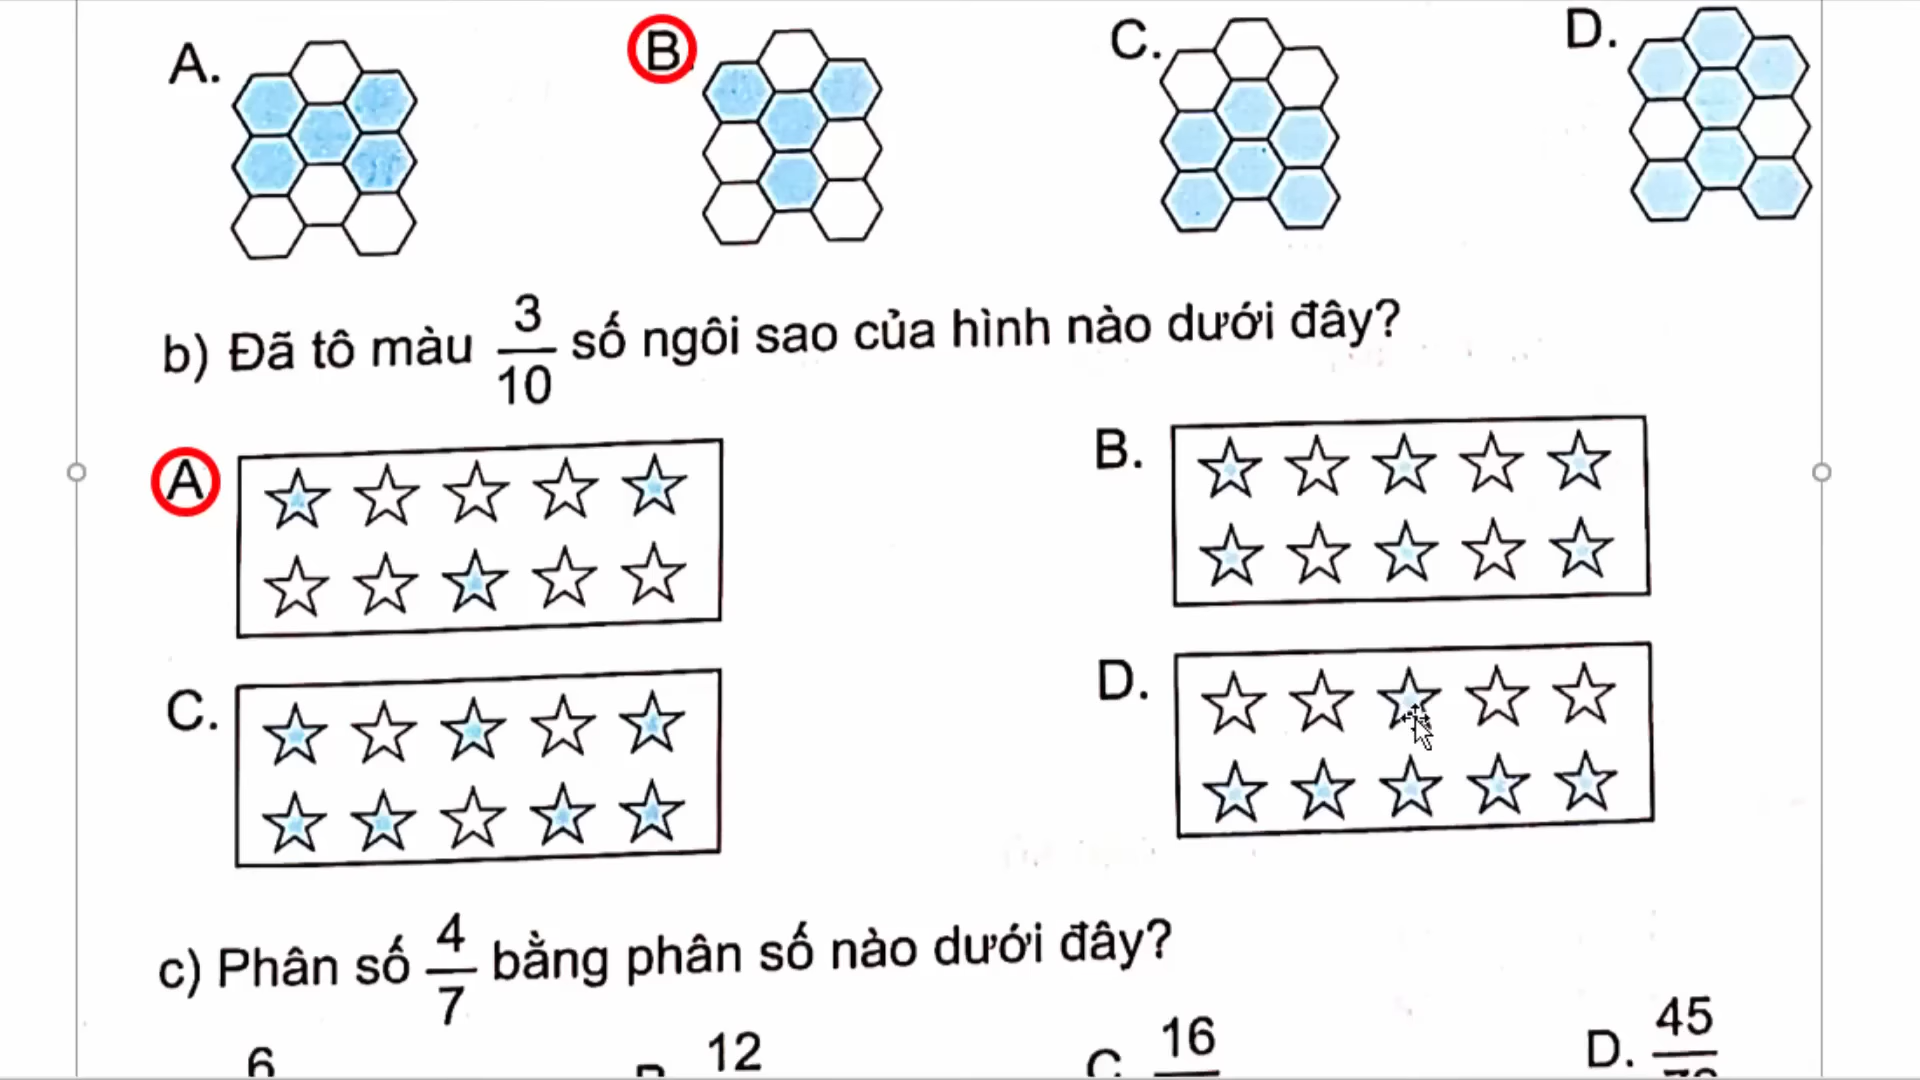 A. B. C. D.
b) Đã tô màu 3/10 số ngôi sao của hình nào dưới đây?
A B.
C. D.
c) Phân số 4/7 bằng phân số nào dưới đây?
6 12 C 16 D. 45